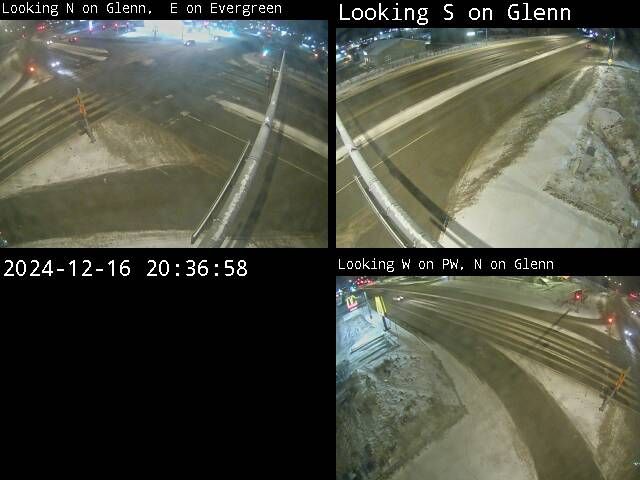 Looking N on Glenn,  E on Evergreen
Looking S on Glenn
2024-12-16 20:36:58
Looking W on PW, N on Glenn